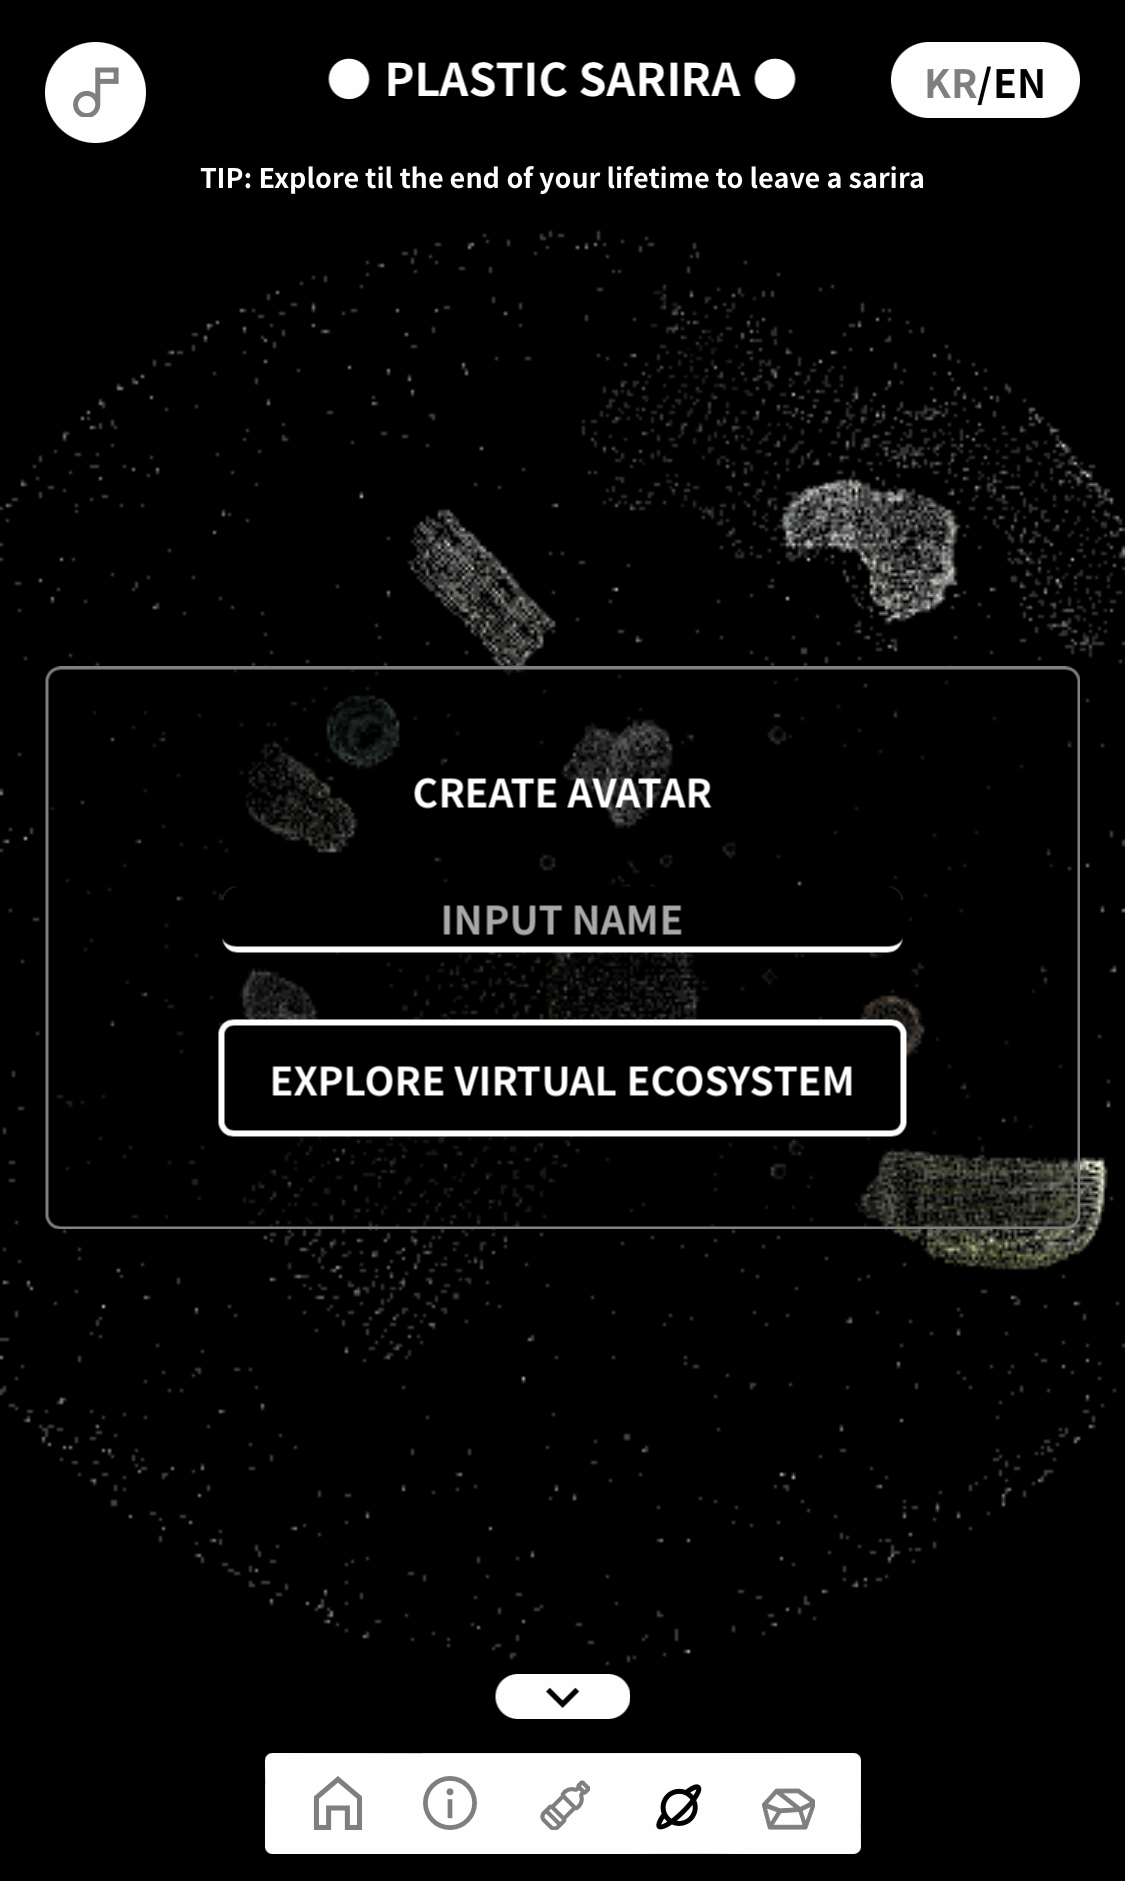 PLASTIC SARIRA
KR/EN
TIP: Explore til the end of your lifetime to leave a sarira
CREATE AVATAR
INPUT NAME
EXPLORE VIRTUAL ECOSYSTEM